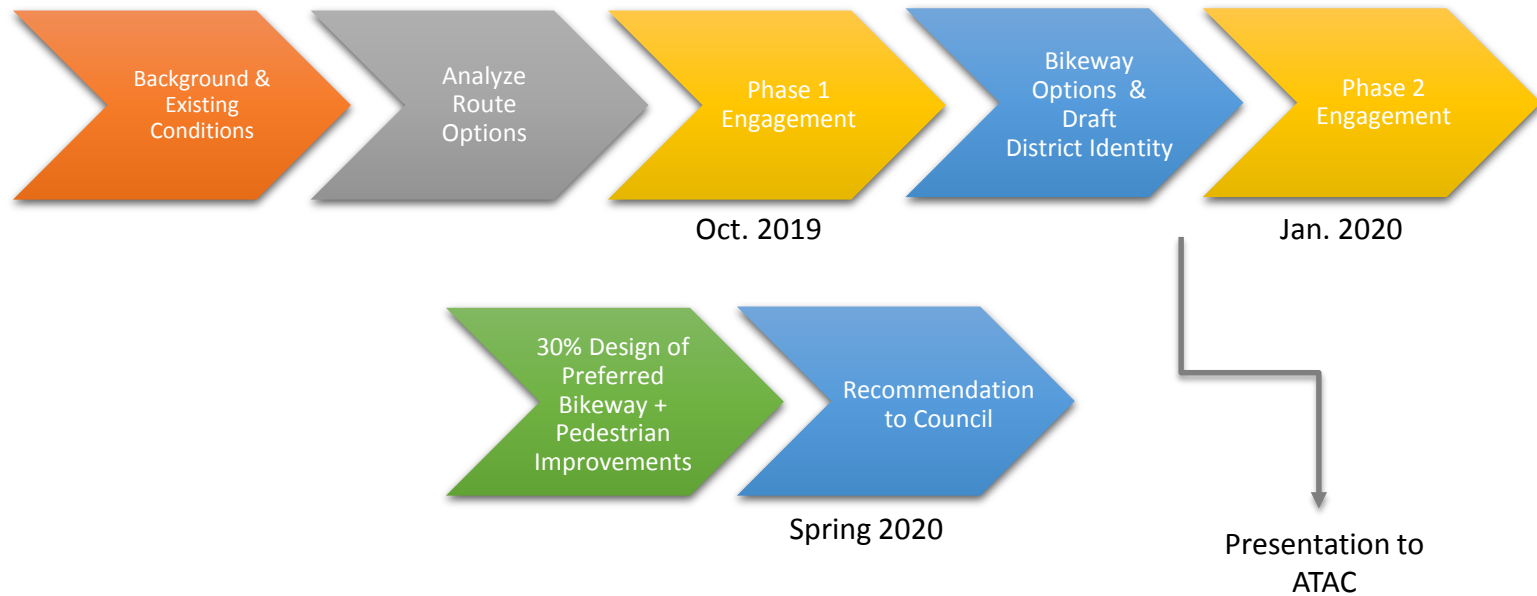 Background &
Existing
Conditions
Analyze
Route
Options
Phase 1
Engagement
Bikeway
Options &
Draft
District Identity
Phase 2
Engagement
Oct. 2019
Jan. 2020
30% Design of
Preferred
Bikeway +
Pedestrian
Improvements
Recommendation
to Council
Spring 2020
Presentation to
ATAC